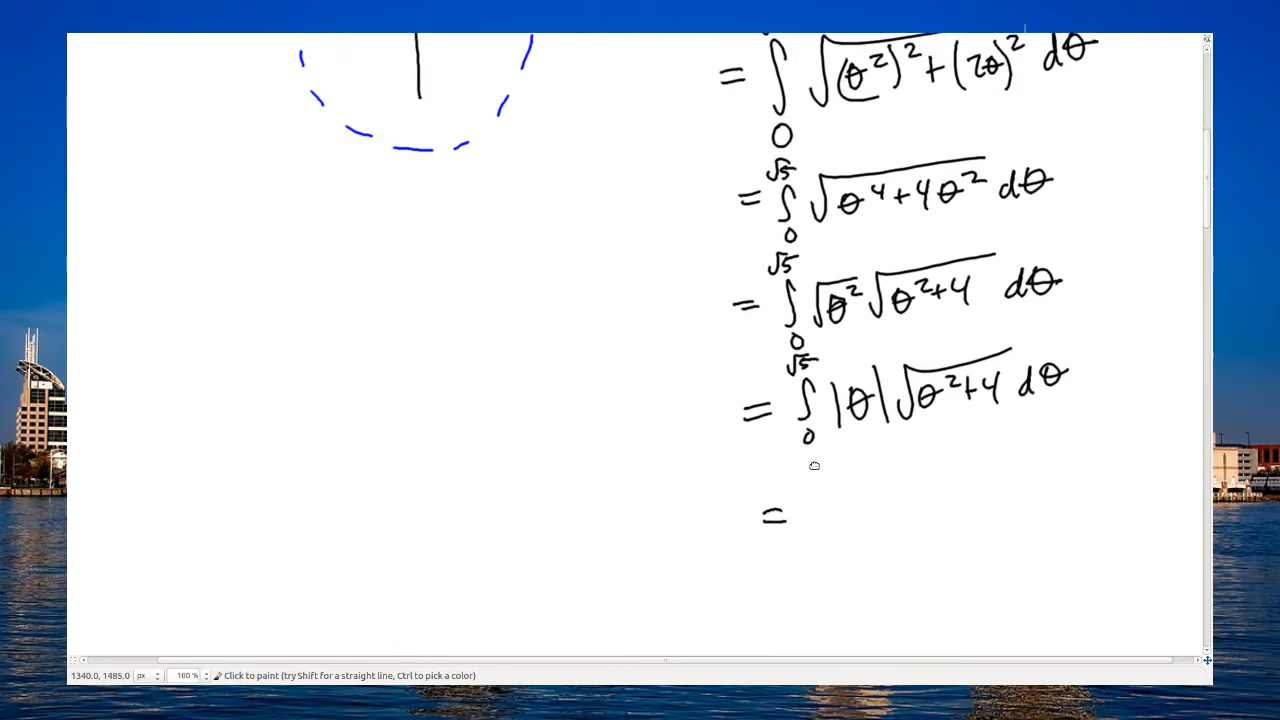 = ∫₀ √((θ²)² + (2θ)²) dθ
= ∫₀^√5 √(θ⁴ + 4θ²) dθ
= ∫₀^√5 √θ² √(θ² + 4) dθ
= ∫₀^√5 |θ| √(θ² + 4) dθ
=
1340.0, 1485.0 px 100 % Click to paint (try Shift for a straight line, Ctrl to pick a color)